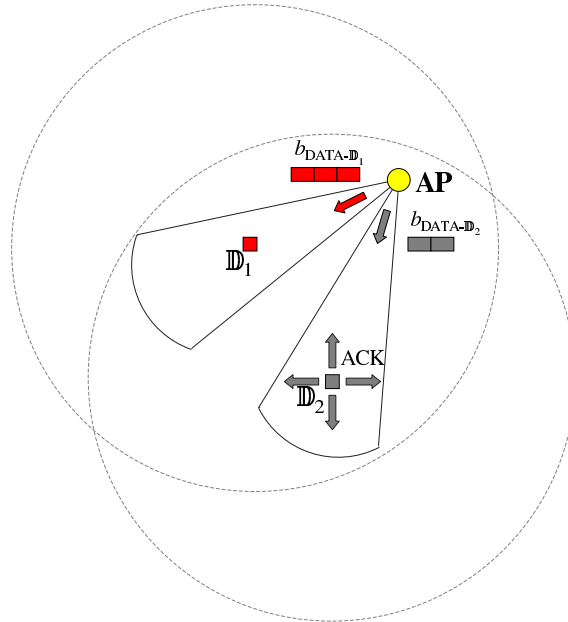 b_DATA-𝔻₁
AP
b_DATA-𝔻₂
𝔻₁
ACK
𝔻₂